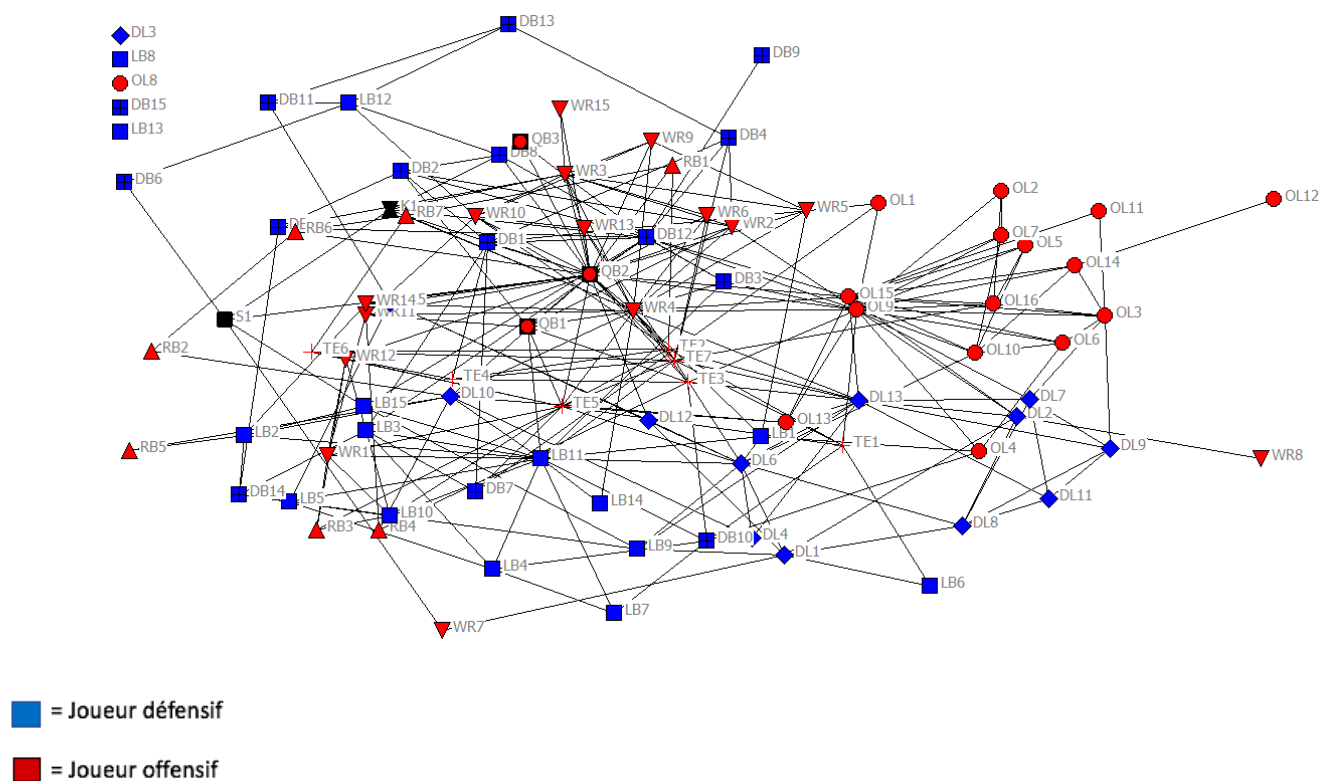 DL3
LB8
OL8
DB15
LB13
DB13
DB9
DB11
LB12
WR15
QB3
WR9
DB4
DB8
RB1
DB2
WR3
DB6
OL2
OL12
K1
RB7
WR10
WR6
WR5
OL1
OL11
RB6
WR13
WR2
DB1
DB12
OL7
OL5
OL14
QB2
DB3
OL15
OL16
WR14
WR11
WR4
OL9
OL3
S1
QB1
OL6
RB2
TE6
WR12
TE2
TE7
OL10
TE4
TE3
DL10
DL7
LB15
TE5
DL13
DL2
DL12
OL13
LB2
LB3
LB1
TE1
DL9
RB5
WR1
LB11
DL6
OL4
WR8
DB14
LB5
DB7
LB14
DL11
LB10
RB3
RB4
DL8
LB9
DB10
DL4
DL1
LB4
LB6
LB7
WR7
= Joueur défensif
= Joueur offensif